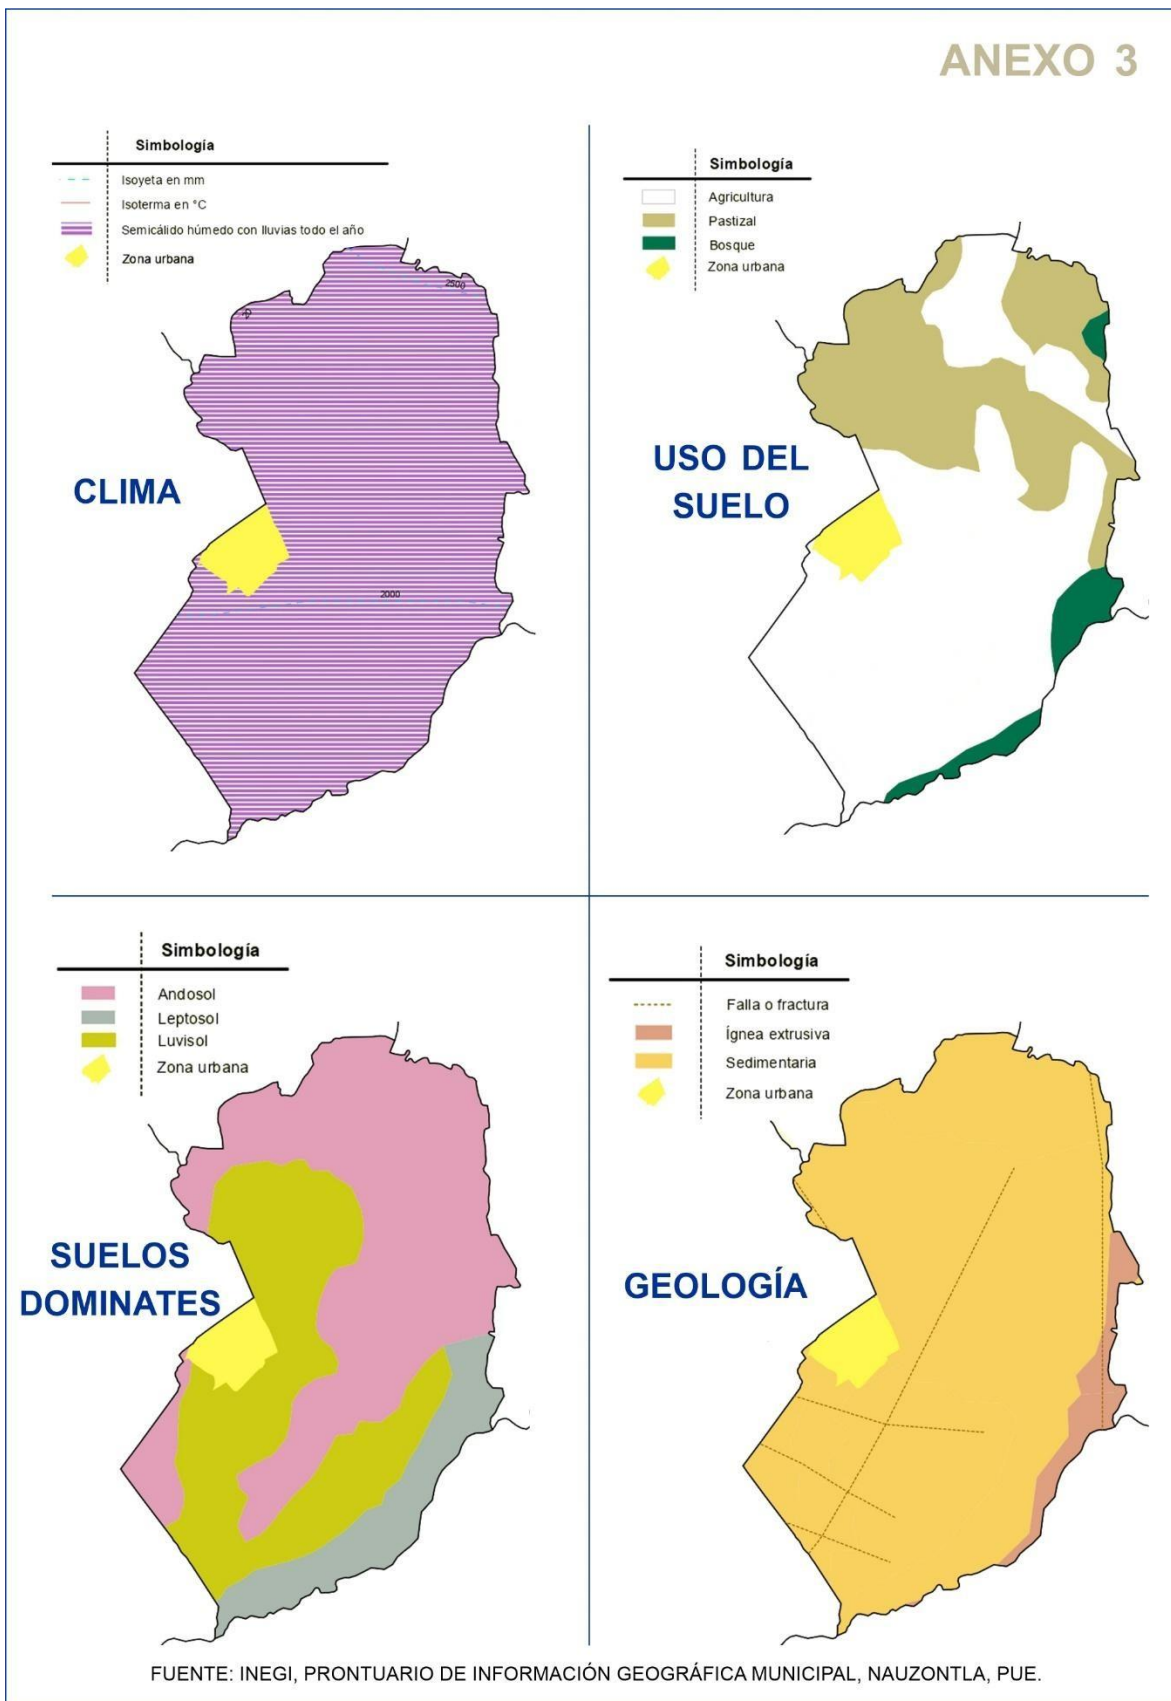 ANEXO 3
Simbología
Isoyeta en mm
Isoterma en °C
Semicálido húmedo con lluvias todo el año
Zona urbana
2500
20
CLIMA
2000
Simbología
Agricultura
Pastizal
Bosque
Zona urbana
USO DEL
SUELO
Simbología
Andosol
Leptosol
Luvisol
Zona urbana
SUELOS
DOMINATES
Simbología
Falla o fractura
Ígnea extrusiva
Sedimentaria
Zona urbana
GEOLOGÍA
FUENTE: INEGI, PRONTUARIO DE INFORMACIÓN GEOGRÁFICA MUNICIPAL, NAUZONTLA, PUE.